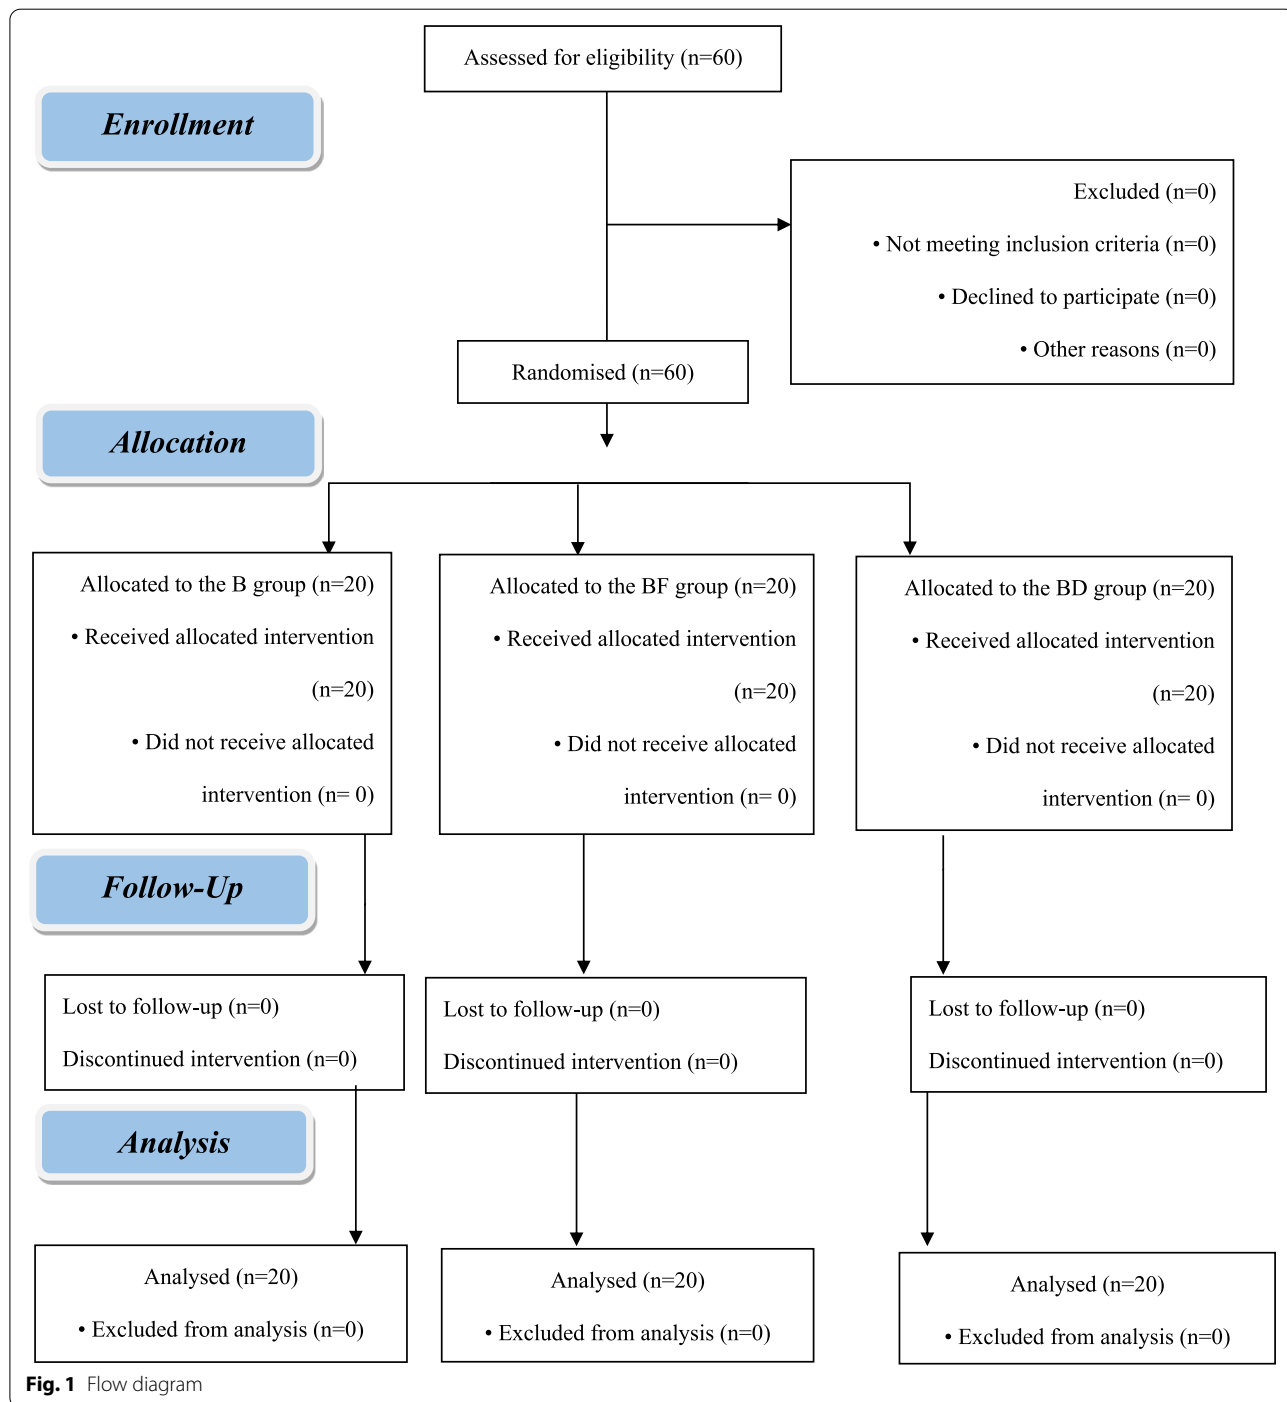 Assessed for eligibility (n=60)
Enrollment
Excluded (n=0)
• Not meeting inclusion criteria (n=0)
• Declined to participate (n=0)
• Other reasons (n=0)
Randomised (n=60)
Allocation
Allocated to the B group (n=20)
• Received allocated intervention
(n=20)
• Did not receive allocated
intervention (n= 0)
Allocated to the BF group (n=20)
• Received allocated intervention
(n=20)
• Did not receive allocated
intervention (n= 0)
Allocated to the BD group (n=20)
• Received allocated intervention
(n=20)
• Did not receive allocated
intervention (n= 0)
Follow-Up
Lost to follow-up (n=0)
Discontinued intervention (n=0)
Lost to follow-up (n=0)
Discontinued intervention (n=0)
Lost to follow-up (n=0)
Discontinued intervention (n=0)
Analysis
Analysed (n=20)
• Excluded from analysis (n=0)
Analysed (n=20)
• Excluded from analysis (n=0)
Analysed (n=20)
• Excluded from analysis (n=0)
Fig. 1 Flow diagram